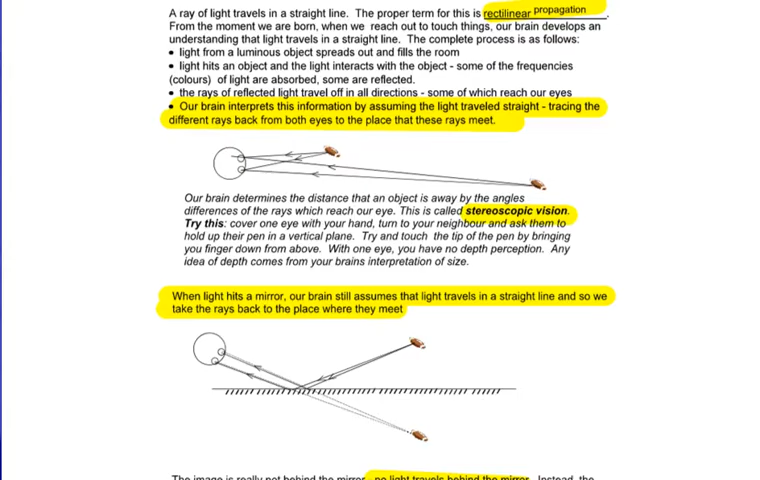 A ray of light travels in a straight line. The proper term for this is rectilinear propagation.
From the moment we are born, when we reach out to touch things, our brain develops an
understanding that light travels in a straight line. The complete process is as follows:
• light from a luminous object spreads out and fills the room
• light hits an object and the light interacts with the object - some of the frequencies
(colours) of light are absorbed, some are reflected.
• the rays of reflected light travel off in all directions - some of which reach our eyes
• Our brain interprets this information by assuming the light traveled straight - tracing the
different rays back from both eyes to the place that these rays meet.
Our brain determines the distance that an object is away by the angles
differences of the rays which reach our eye. This is called stereoscopic vision.
Try this: cover one eye with your hand, turn to your neighbour and ask them to
hold up their pen in a vertical plane. Try and touch the tip of the pen by bringing
you finger down from above. With one eye, you have no depth perception. Any
idea of depth comes from your brains interpretation of size.
When light hits a mirror, our brain still assumes that light travels in a straight line and so we
take the rays back to the place where they meet
The image is really not behind the mirror - no light travels behind the mirror. Instead, the